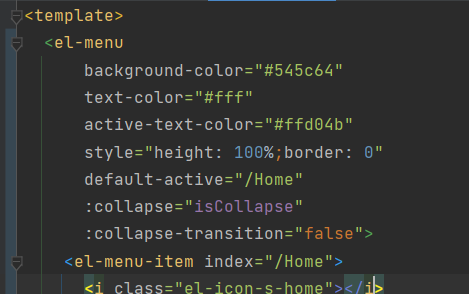 <template>
<el-menu
background-color="#545c64"
text-color="#fff"
active-text-color="#ffd04b"
style="height: 100%;border: 0"
default-active="/Home"
:collapse="isCollapse"
:collapse-transition="false">
<el-menu-item index="/Home">
<i class="el-icon-s-home"></i>